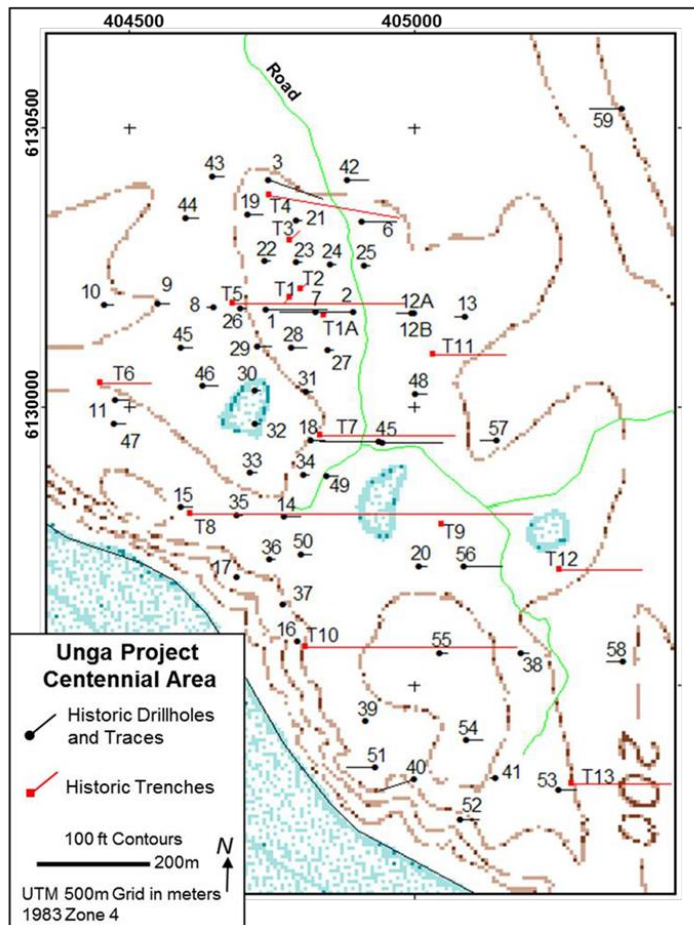 404500 405000
6130500
6130000
Road
59
43 3 42
44 19 T4 21 6
T3
22 23 24 25
T2
10 9 8 T5 T1 7 2 12A 13
26 1 T1A 12B
45 29 28 27 T11
T6 46 30 31 48
11
47 32 18 T7 45 57
33 34 49
15 T8 35 14 T9
17 36 50 20 56 T12
37
16 T10 55 38 58
39 54
51 40 41 53 T13
52
200
Unga Project
Centennial Area
Historic Drillholes
and Traces
Historic Trenches
100 ft Contours
200m
N
UTM 500m Grid in meters
1983 Zone 4